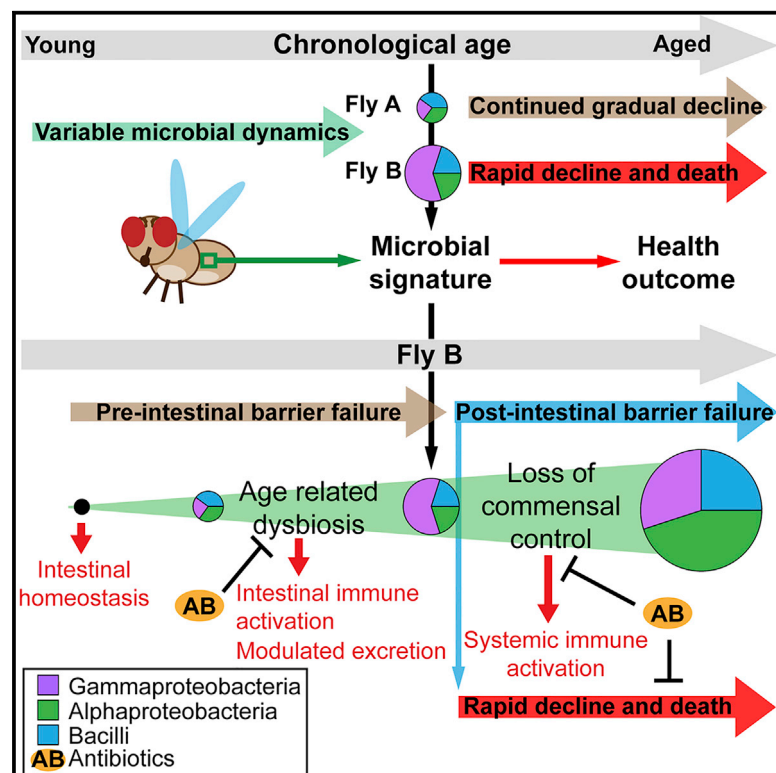 Young
Chronological age
Aged
Fly A
Continued gradual decline
Variable microbial dynamics
Fly B
Rapid decline and death
Microbial
signature
Health
outcome
Fly B
Pre-intestinal barrier failure
Post-intestinal barrier failure
Age related
dysbiosis
Loss of
commensal
control
Intestinal
homeostasis
AB
Intestinal immune
activation
Modulated excretion
AB
Systemic immune
activation
Rapid decline and death
Gammaproteobacteria
Alphaproteobacteria
Bacilli
AB Antibiotics